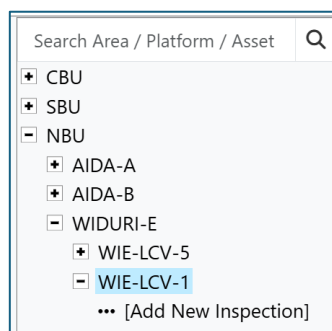 Search Area / Platform / Asset
CBU
SBU
NBU
AIDA-A
AIDA-B
WIDURI-E
WIE-LCV-5
WIE-LCV-1
[Add New Inspection]